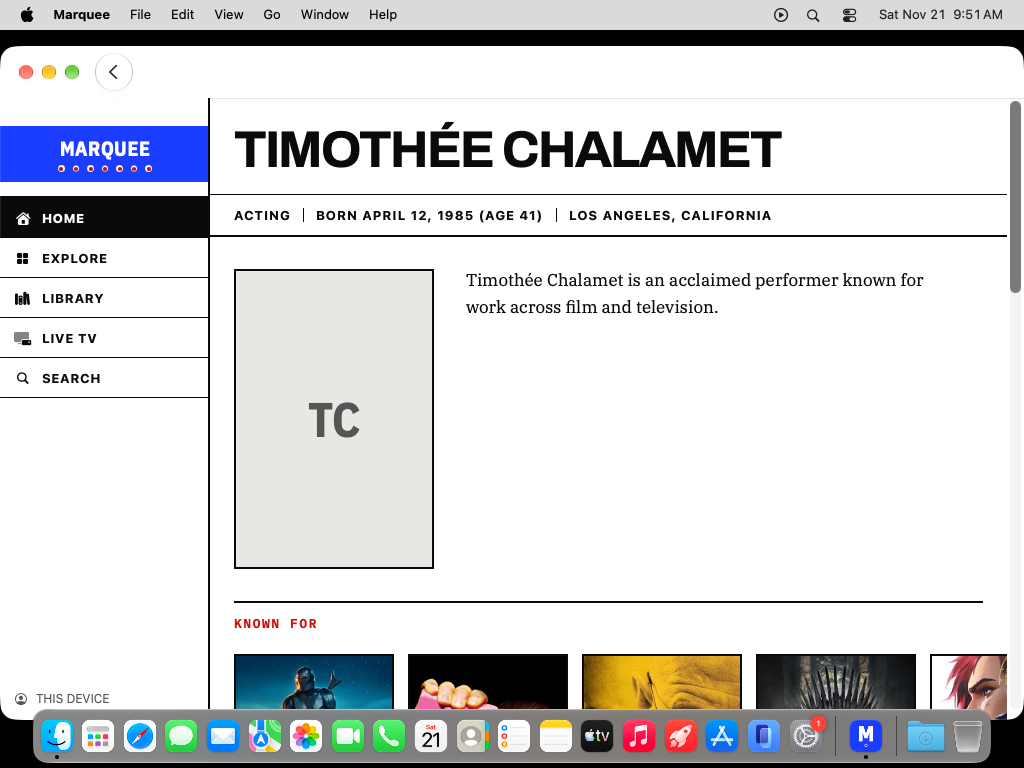 Marquee File Edit View Go Window Help Sat Nov 21 9:51 AM
MARQUEE
HOME
EXPLORE
LIBRARY
LIVE TV
SEARCH
THIS DEVICE
TIMOTHÉE CHALAMET
ACTING BORN APRIL 12, 1985 (AGE 41) LOS ANGELES, CALIFORNIA
TC
Timothée Chalamet is an acclaimed performer known for
work across film and television.
KNOWN FOR
Sat
21
tv
1
M